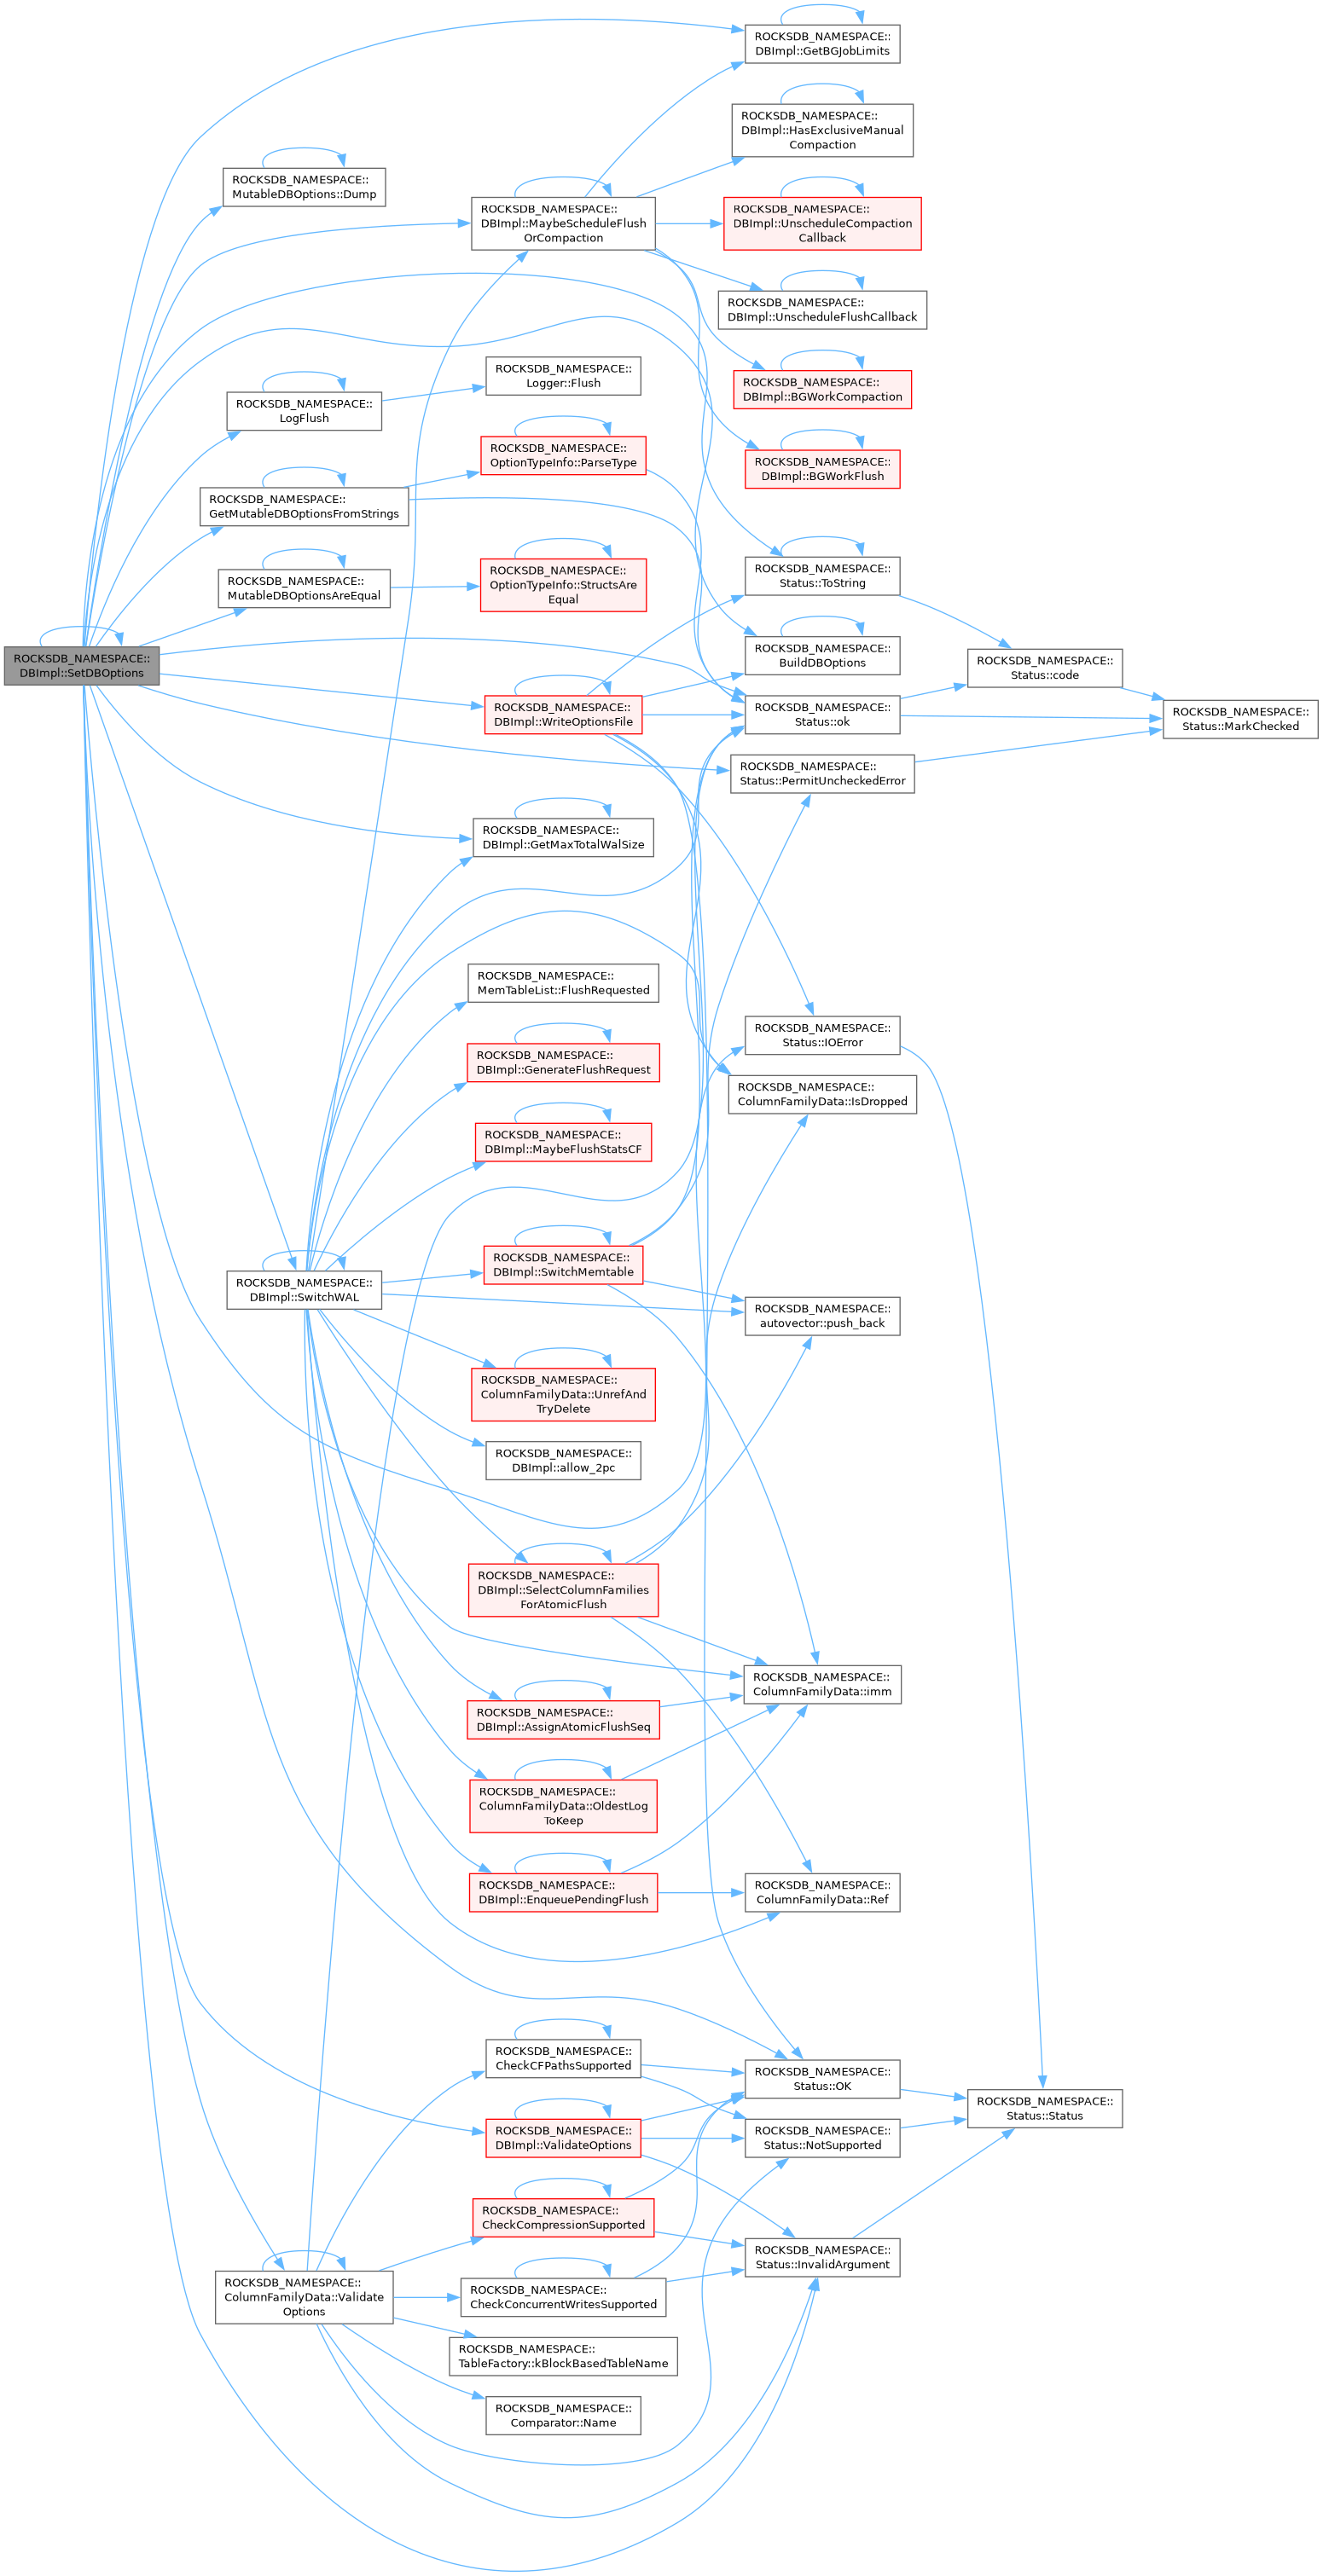 ROCKSDB_NAMESPACE::
DBImpl::SetDBOptions
ROCKSDB_NAMESPACE::
MutableDBOptions::Dump
ROCKSDB_NAMESPACE::
LogFlush
ROCKSDB_NAMESPACE::
GetMutableDBOptionsFromStrings
ROCKSDB_NAMESPACE::
MutableDBOptionsAreEqual
ROCKSDB_NAMESPACE::
DBImpl::SwitchWAL
ROCKSDB_NAMESPACE::
ColumnFamilyData::Validate
Options
ROCKSDB_NAMESPACE::
DBImpl::MaybeScheduleFlush
OrCompaction
ROCKSDB_NAMESPACE::
Logger::Flush
ROCKSDB_NAMESPACE::
OptionTypeInfo::ParseType
ROCKSDB_NAMESPACE::
OptionTypeInfo::StructsAre
Equal
ROCKSDB_NAMESPACE::
DBImpl::WriteOptionsFile
ROCKSDB_NAMESPACE::
DBImpl::GetMaxTotalWalSize
ROCKSDB_NAMESPACE::
MemTableList::FlushRequested
ROCKSDB_NAMESPACE::
DBImpl::GenerateFlushRequest
ROCKSDB_NAMESPACE::
DBImpl::MaybeFlushStatsCF
ROCKSDB_NAMESPACE::
DBImpl::SwitchMemtable
ROCKSDB_NAMESPACE::
ColumnFamilyData::UnrefAnd
TryDelete
ROCKSDB_NAMESPACE::
DBImpl::allow_2pc
ROCKSDB_NAMESPACE::
DBImpl::SelectColumnFamilies
ForAtomicFlush
ROCKSDB_NAMESPACE::
DBImpl::AssignAtomicFlushSeq
ROCKSDB_NAMESPACE::
ColumnFamilyData::OldestLog
ToKeep
ROCKSDB_NAMESPACE::
DBImpl::EnqueuePendingFlush
ROCKSDB_NAMESPACE::
CheckCFPathsSupported
ROCKSDB_NAMESPACE::
DBImpl::ValidateOptions
ROCKSDB_NAMESPACE::
CheckCompressionSupported
ROCKSDB_NAMESPACE::
CheckConcurrentWritesSupported
ROCKSDB_NAMESPACE::
TableFactory::kBlockBasedTableName
ROCKSDB_NAMESPACE::
Comparator::Name
ROCKSDB_NAMESPACE::
DBImpl::GetBGJobLimits
ROCKSDB_NAMESPACE::
DBImpl::HasExclusiveManual
Compaction
ROCKSDB_NAMESPACE::
DBImpl::UnscheduleCompaction
Callback
ROCKSDB_NAMESPACE::
DBImpl::UnscheduleFlushCallback
ROCKSDB_NAMESPACE::
DBImpl::BGWorkCompaction
ROCKSDB_NAMESPACE::
DBImpl::BGWorkFlush
ROCKSDB_NAMESPACE::
Status::ToString
ROCKSDB_NAMESPACE::
BuildDBOptions
ROCKSDB_NAMESPACE::
Status::ok
ROCKSDB_NAMESPACE::
Status::PermitUncheckedError
ROCKSDB_NAMESPACE::
Status::IOError
ROCKSDB_NAMESPACE::
ColumnFamilyData::IsDropped
ROCKSDB_NAMESPACE::
autovector::push_back
ROCKSDB_NAMESPACE::
ColumnFamilyData::imm
ROCKSDB_NAMESPACE::
ColumnFamilyData::Ref
ROCKSDB_NAMESPACE::
Status::OK
ROCKSDB_NAMESPACE::
Status::NotSupported
ROCKSDB_NAMESPACE::
Status::InvalidArgument
ROCKSDB_NAMESPACE::
Status::code
ROCKSDB_NAMESPACE::
Status::Status
ROCKSDB_NAMESPACE::
Status::MarkChecked